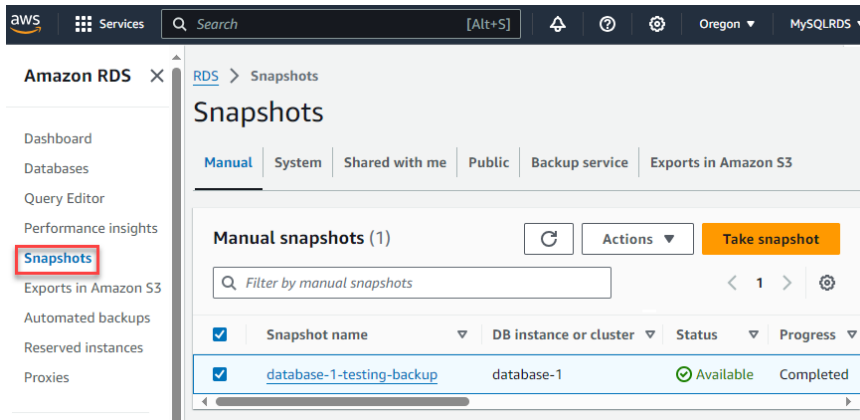 aws
Services
Search
[Alt+S]
Oregon
MySQLRDS
Amazon RDS
Dashboard
Databases
Query Editor
Performance insights
Snapshots
Exports in Amazon S3
Automated backups
Reserved instances
Proxies
RDS > Snapshots
Snapshots
Manual System Shared with me Public Backup service Exports in Amazon S3
Manual snapshots (1)
Actions
Take snapshot
Filter by manual snapshots
1
Snapshot name DB instance or cluster Status Progress
database-1-testing-backup database-1 Available Completed